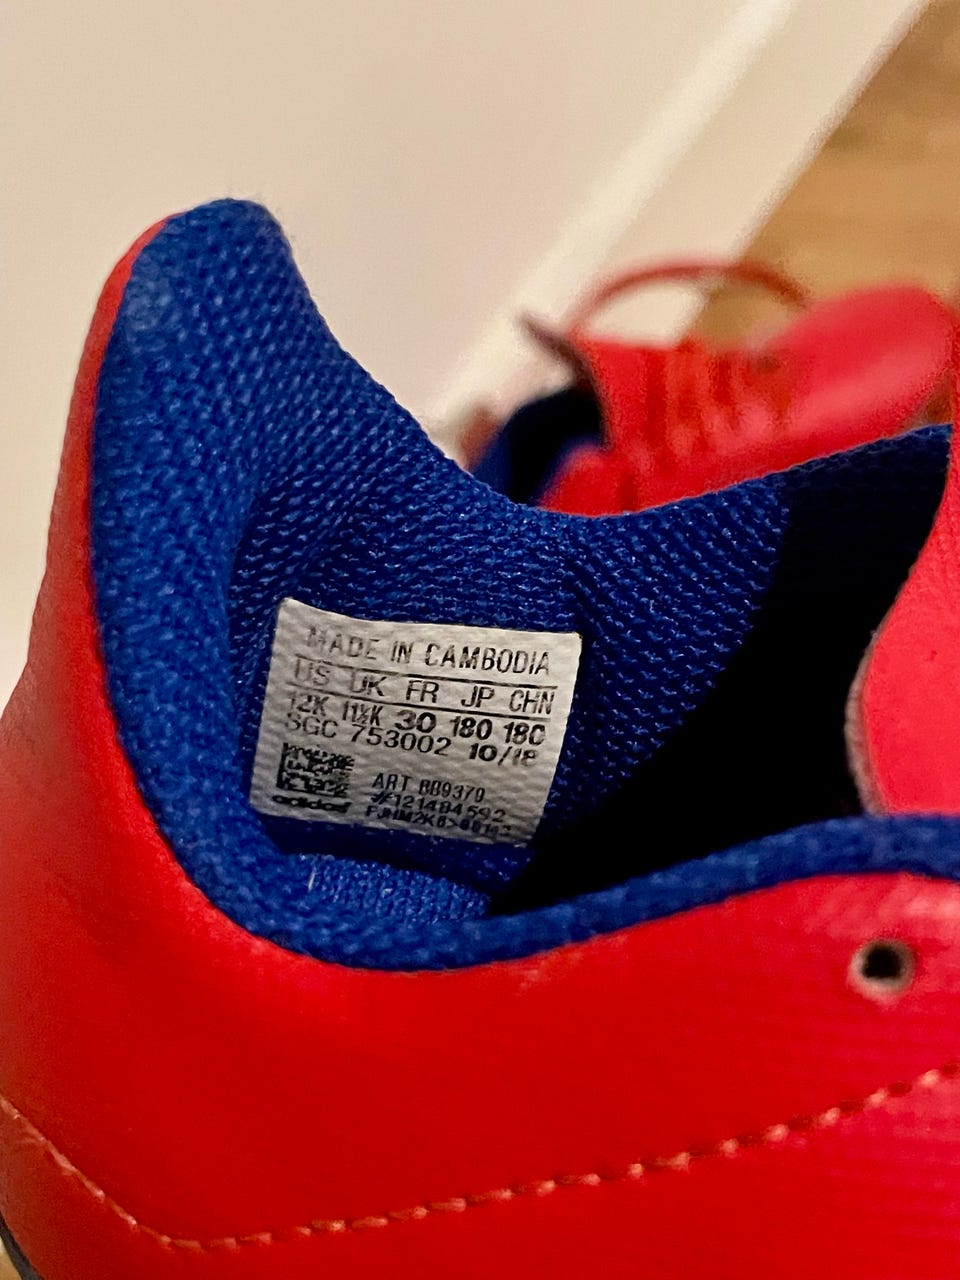 MADE IN CAMBODIA
US UK FR JP CHN
12K 11½K 30 180 180
SGC 753002 10/18
ART BB9379
#121484592
adidas